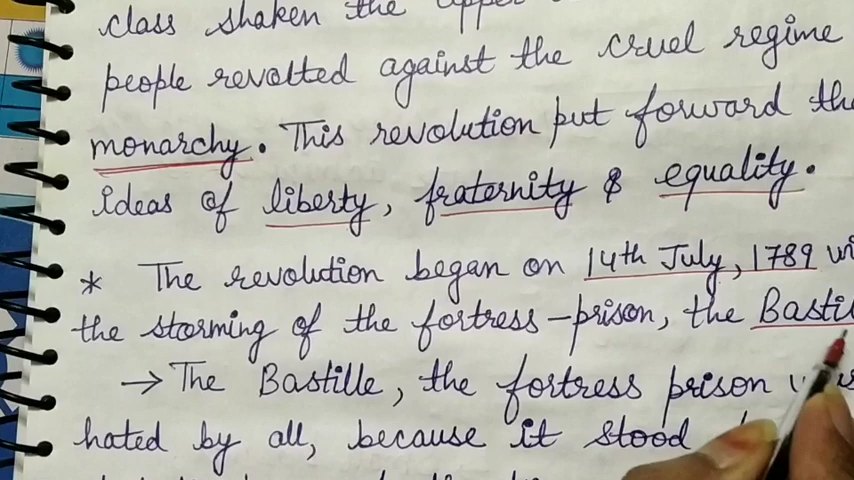 class shaken the upper
people revolted against the cruel regime
monarchy. This revolution put forward the
ideas of liberty, fraternity & equality.
* The revolution began on 14th July, 1789
the storming of the fortress-prison, the
→ The Bastille, the fortress prison
hated by all, because it stood